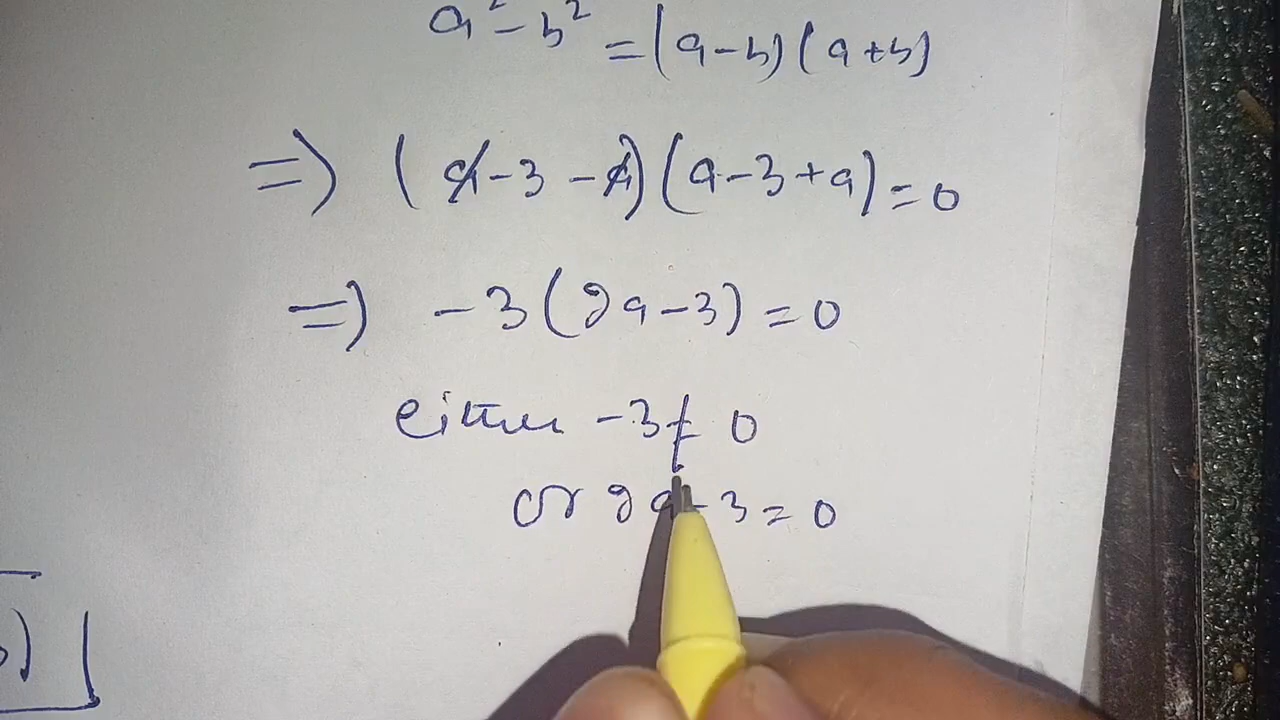 a² - b² = (a-b) (a+b)
=> (a-3-a) (a-3+a) = 0
=> -3 (2a-3) = 0
either -3 ≠ 0
or 2a-3 = 0